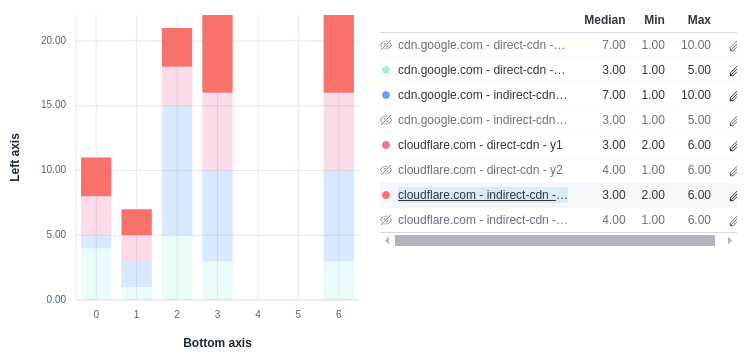 Median Min Max
cdn.google.com - direct-cdn -... 7.00 1.00 10.00
cdn.google.com - direct-cdn -... 3.00 1.00 5.00
cdn.google.com - indirect-cdn... 7.00 1.00 10.00
cdn.google.com - indirect-cdn... 3.00 1.00 5.00
cloudflare.com - direct-cdn - y1 3.00 2.00 6.00
cloudflare.com - direct-cdn - y2 4.00 1.00 6.00
cloudflare.com - indirect-cdn -... 3.00 2.00 6.00
cloudflare.com - indirect-cdn -... 4.00 1.00 6.00
20.00
15.00
10.00
5.00
0.00
Left axis
0 1 2 3 4 5 6
Bottom axis